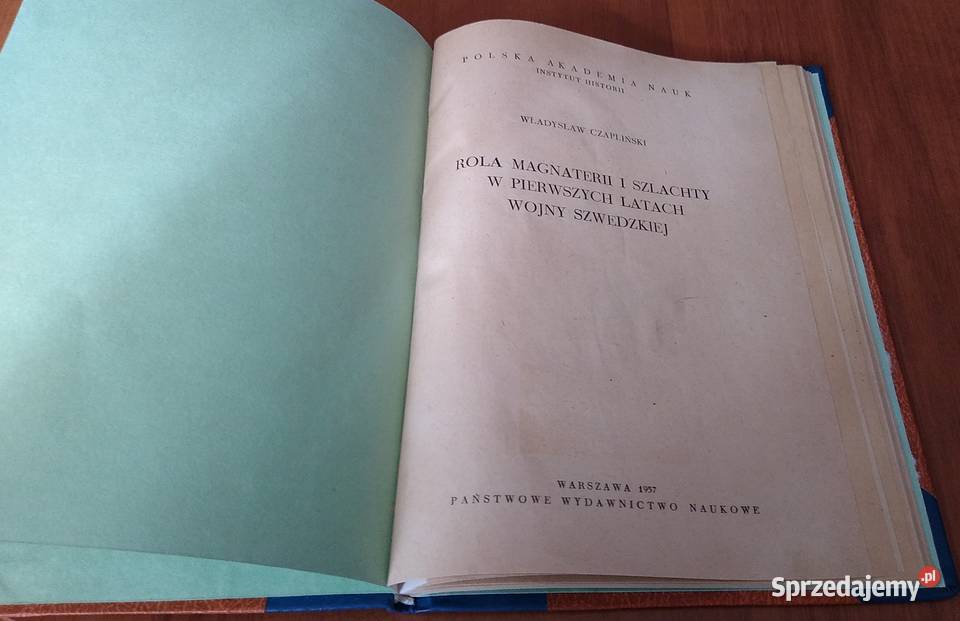 POLSKA AKADEMIA NAUK
INSTYTUT HISTORII
WŁADYSŁAW CZAPLIŃSKI
ROLA MAGNATERII I SZLACHTY
W PIERWSZYCH LATACH
WOJNY SZWEDZKIEJ
WARSZAWA 1957
PAŃSTWOWE WYDAWNICTWO NAUKOWE
Sprzedajemy.pl